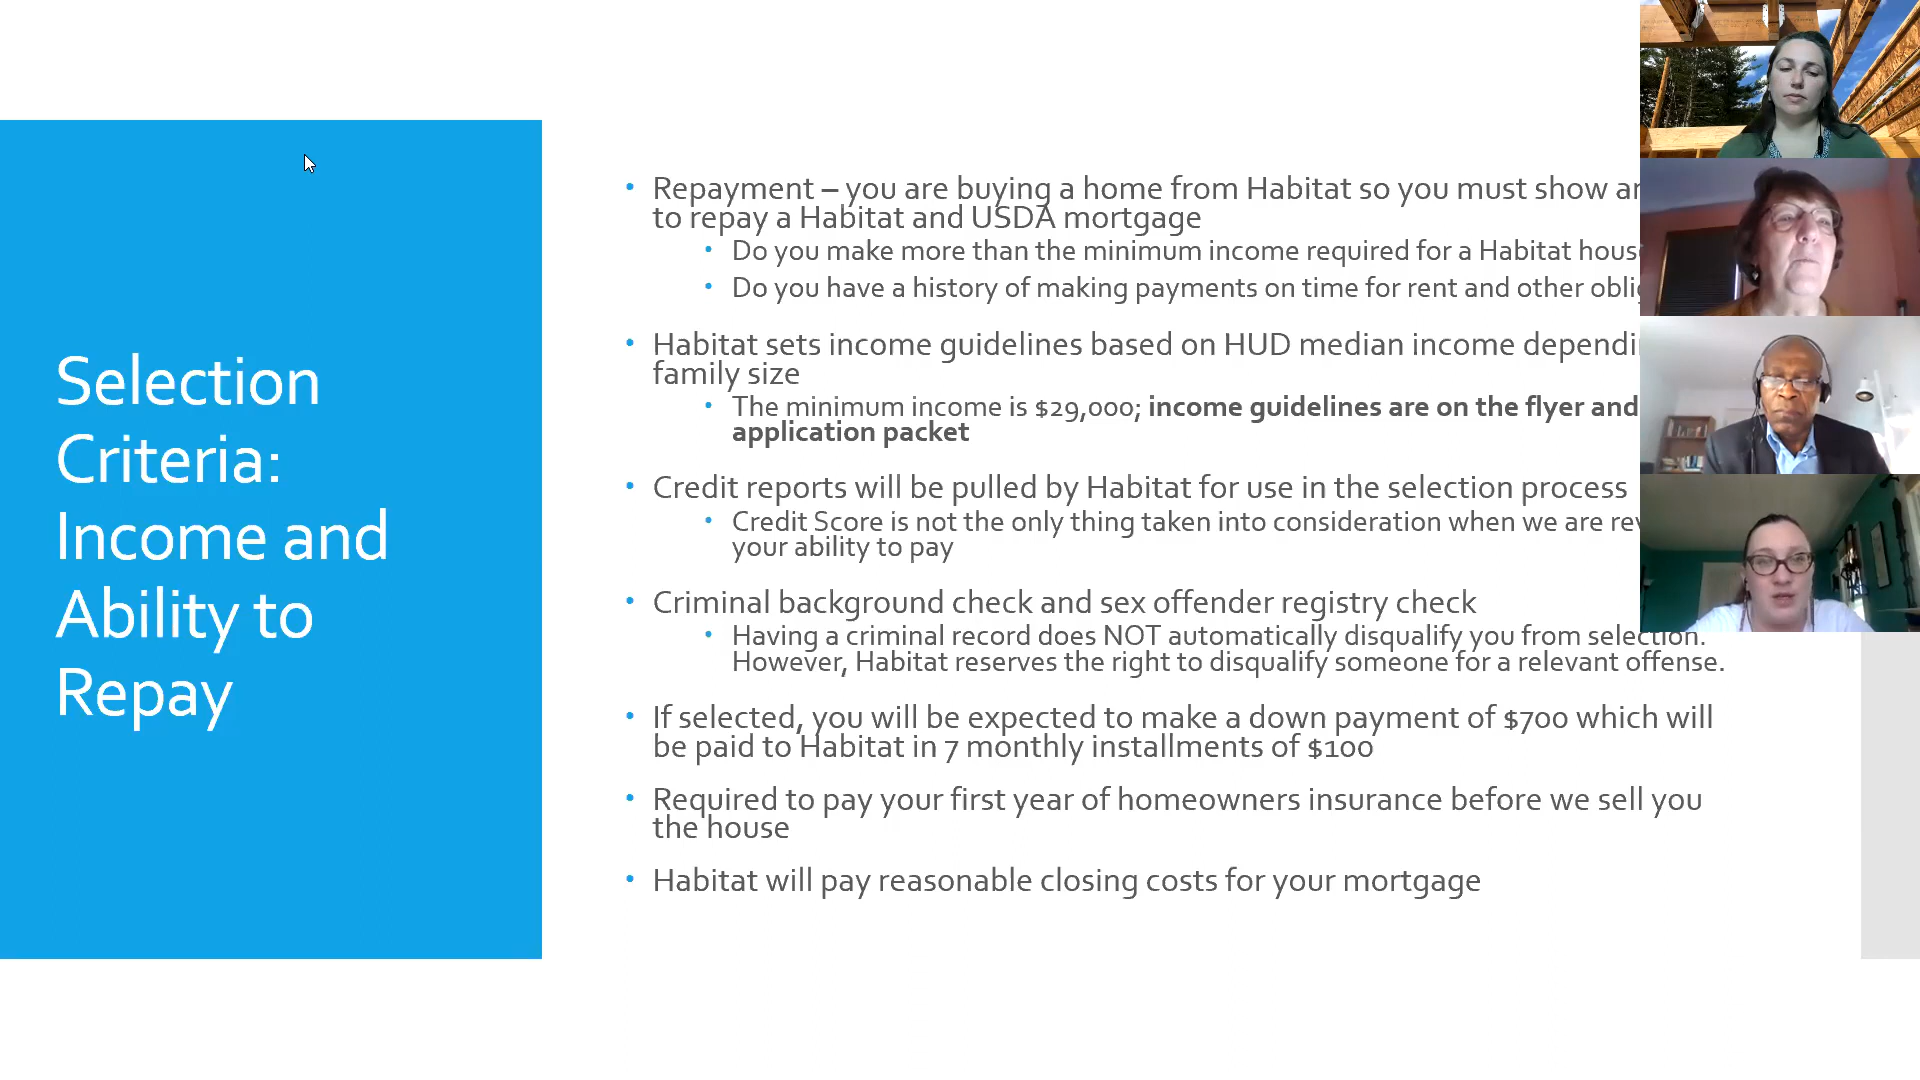 Selection
Criteria:
Income and
Ability to
Repay
Repayment – you are buying a home from Habitat so you must show
to repay a Habitat and USDA mortgage
Do you make more than the minimum income required for a Habitat
Do you have a history of making payments on time for rent and other
Habitat sets income guidelines based on HUD median income
family size
The minimum income is $29,000; income guidelines are on the flyer and
application packet
Credit reports will be pulled by Habitat for use in the selection process
Credit Score is not the only thing taken into consideration when we are
your ability to pay
Criminal background check and sex offender registry check
Having a criminal record does NOT automatically disqualify you from selection.
However, Habitat reserves the right to disqualify someone for a relevant offense.
If selected, you will be expected to make a down payment of $700 which will
be paid to Habitat in 7 monthly installments of $100
Required to pay your first year of homeowners insurance before we sell you
the house
Habitat will pay reasonable closing costs for your mortgage